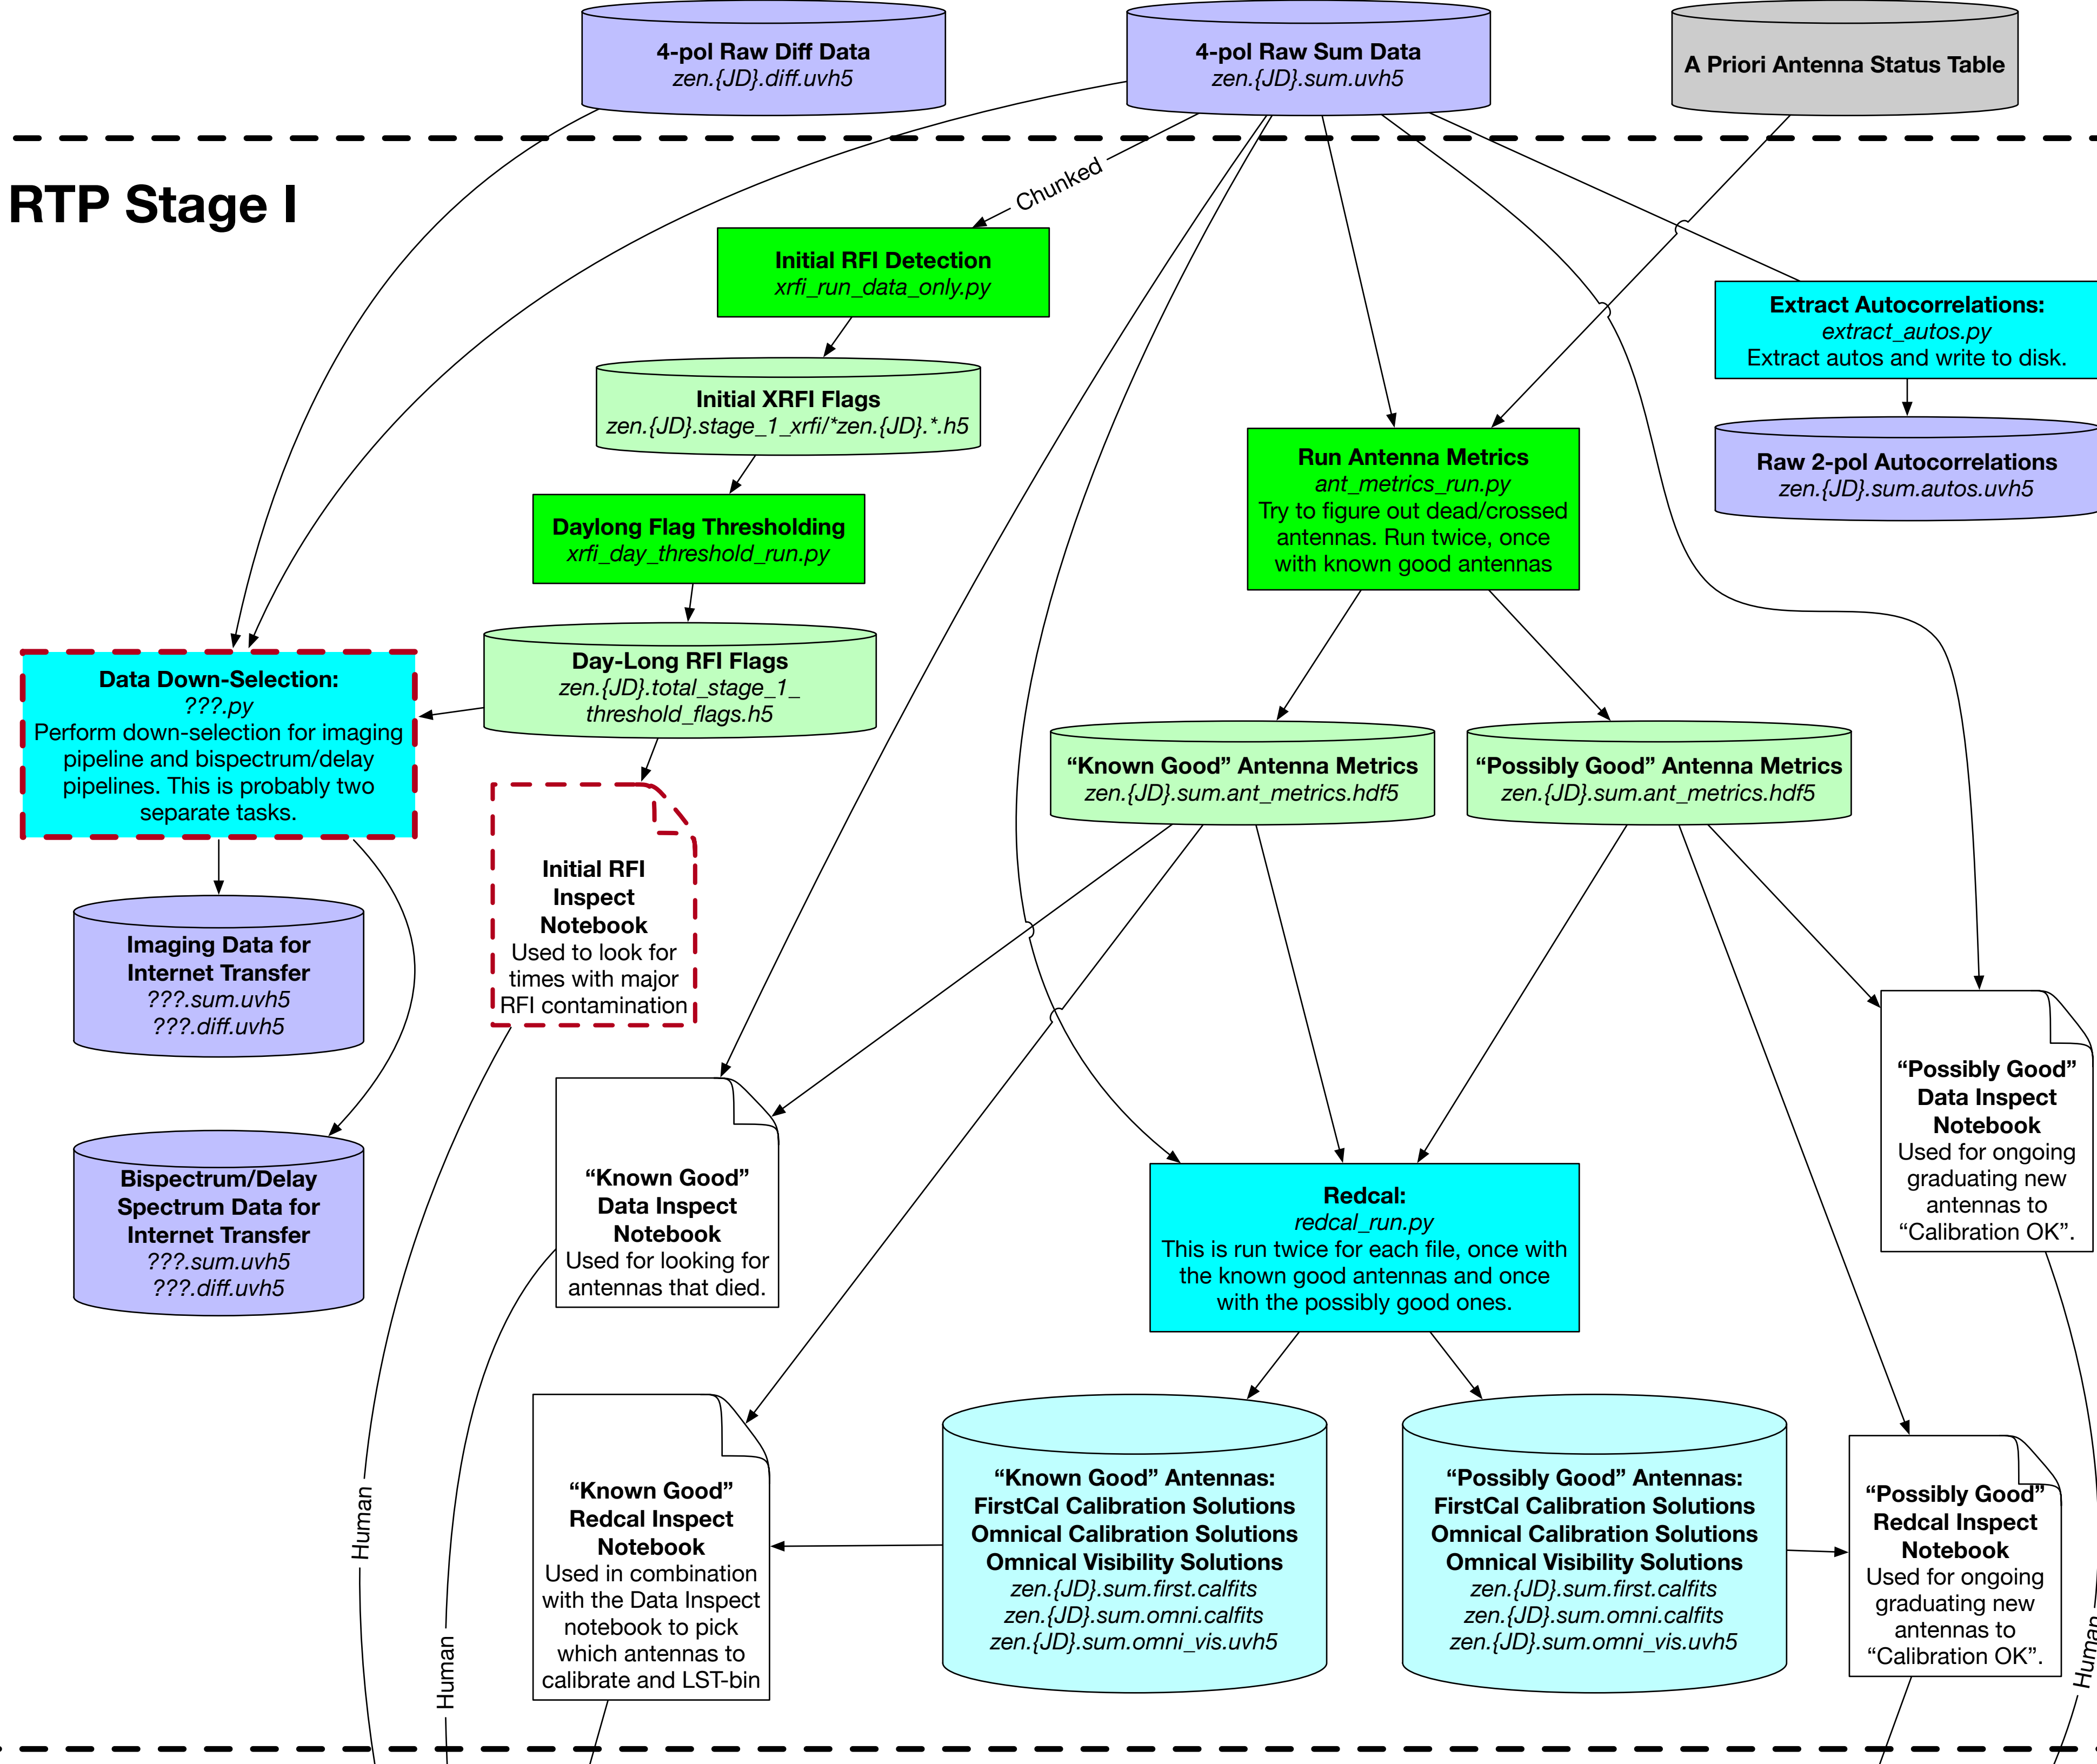 4-pol Raw Diff Data
zen.{JD}.diff.uvh5
4-pol Raw Sum Data
zen.{JD}.sum.uvh5
A Priori Antenna Status Table
RTP Stage I
Chunked
Initial RFI Detection
xrfi_run_data_only.py
Extract Autocorrelations:
extract_autos.py
Extract autos and write to disk.
Initial XRFI Flags
zen.{JD}.stage_1_xrfi/*zen.{JD}.*.h5
Raw 2-pol Autocorrelations
zen.{JD}.sum.autos.uvh5
Run Antenna Metrics
ant_metrics_run.py
Try to figure out dead/crossed
antennas. Run twice, once
with known good antennas
Daylong Flag Thresholding
xrfi_day_threshold_run.py
Day-Long RFI Flags
zen.{JD}.total_stage_1_
threshold_flags.h5
Data Down-Selection:
???.py
Perform down-selection for imaging
pipeline and bispectrum/delay
pipelines. This is probably two
separate tasks.
“Known Good” Antenna Metrics
zen.{JD}.sum.ant_metrics.hdf5
“Possibly Good” Antenna Metrics
zen.{JD}.sum.ant_metrics.hdf5
Initial RFI
Inspect
Notebook
Used to look for
times with major
RFI contamination
Imaging Data for
Internet Transfer
???.sum.uvh5
???.diff.uvh5
“Possibly Good”
Data Inspect
Notebook
Used for ongoing
graduating new
antennas to
“Calibration OK”.
Bispectrum/Delay
Spectrum Data for
Internet Transfer
???.sum.uvh5
???.diff.uvh5
“Known Good”
Data Inspect
Notebook
Used for looking for
antennas that died.
Redcal:
redcal_run.py
This is run twice for each file, once with
the known good antennas and once
with the possibly good ones.
“Known Good”
Redcal Inspect
Notebook
Used in combination
with the Data Inspect
notebook to pick
which antennas to
calibrate and LST-bin
“Known Good” Antennas:
FirstCal Calibration Solutions
Omnical Calibration Solutions
Omnical Visibility Solutions
zen.{JD}.sum.first.calfits
zen.{JD}.sum.omni.calfits
zen.{JD}.sum.omni_vis.uvh5
“Possibly Good” Antennas:
FirstCal Calibration Solutions
Omnical Calibration Solutions
Omnical Visibility Solutions
zen.{JD}.sum.first.calfits
zen.{JD}.sum.omni.calfits
zen.{JD}.sum.omni_vis.uvh5
“Possibly Good”
Redcal Inspect
Notebook
Used for ongoing
graduating new
antennas to
“Calibration OK”.
Human
Human
Human